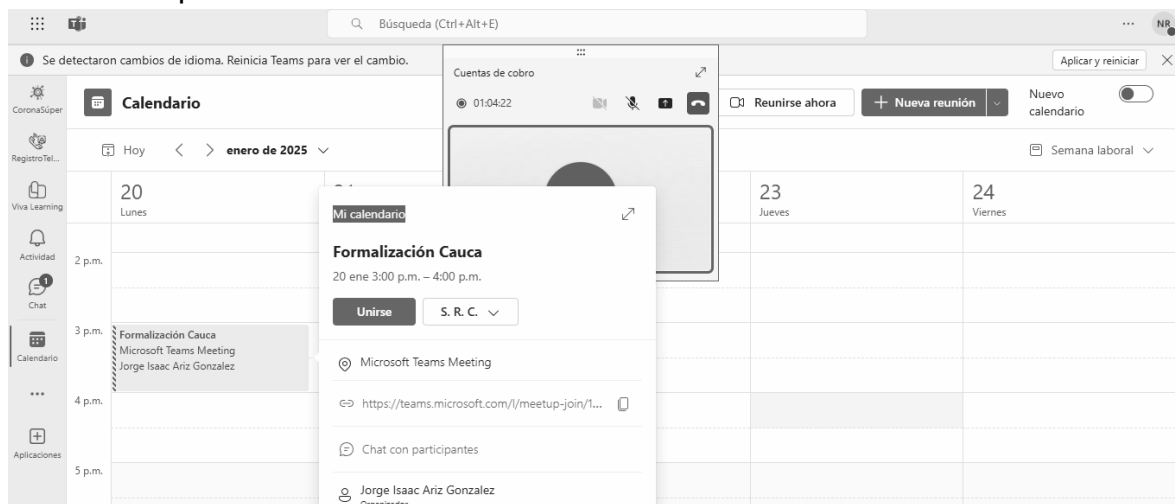 Búsqueda (Ctrl+Alt+E)
NR
Se detectaron cambios de idioma. Reinicia Teams para ver el cambio.
Aplicar y reiniciar
Cuentas de cobro
01:04:22
CoronaSúper
RegistroTel...
Viva Learning
Actividad
1
Chat
Calendario
Aplicaciones
Calendario
Reunirse ahora
Nueva reunión
Nuevo calendario
Hoy
enero de 2025
Semana laboral
20
Lunes
23
Jueves
24
Viernes
2 p.m.
3 p.m.
4 p.m.
5 p.m.
Formalización Cauca
Microsoft Teams Meeting
Jorge Isaac Ariz Gonzalez
Mi calendario
Formalización Cauca
20 ene 3:00 p.m. – 4:00 p.m.
Unirse
S. R. C.
Microsoft Teams Meeting
https://teams.microsoft.com/l/meetup-join/1...
Chat con participantes
Jorge Isaac Ariz Gonzalez